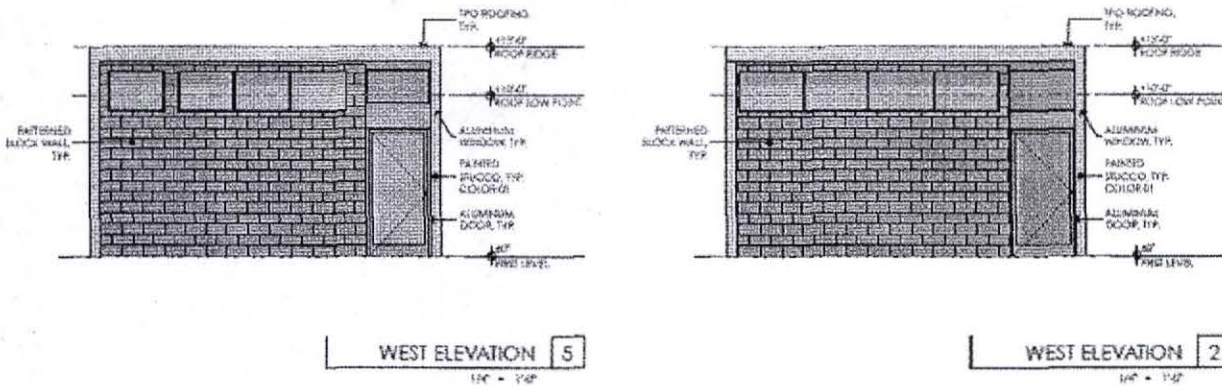 TPO ROOFING,
TYP.
ROOF RIDGE
ROOF LOW POINT
PATTERNED
BLOCK WALL,
TYP.
ALUMINUM
WINDOW, TYP.
PAINTED
STUCCO, TYP.
COLOR 01
ALUMINUM
DOOR, TYP.
FIRST LEVEL
WEST ELEVATION 5
TPO ROOFING,
TYP.
ROOF RIDGE
ROOF LOW POINT
PATTERNED
BLOCK WALL,
TYP.
ALUMINUM
WINDOW, TYP.
PAINTED
STUCCO, TYP.
COLOR 01
ALUMINUM
DOOR, TYP.
FIRST LEVEL
WEST ELEVATION 2